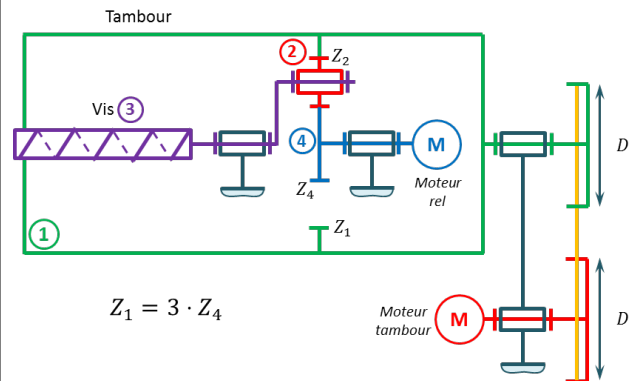 Tambour
2
Z₂
Vis 3
4
M
D
Moteur
rel
Z₄
1
Z₁
Z₁ = 3 · Z₄
Moteur
tambour
M
D